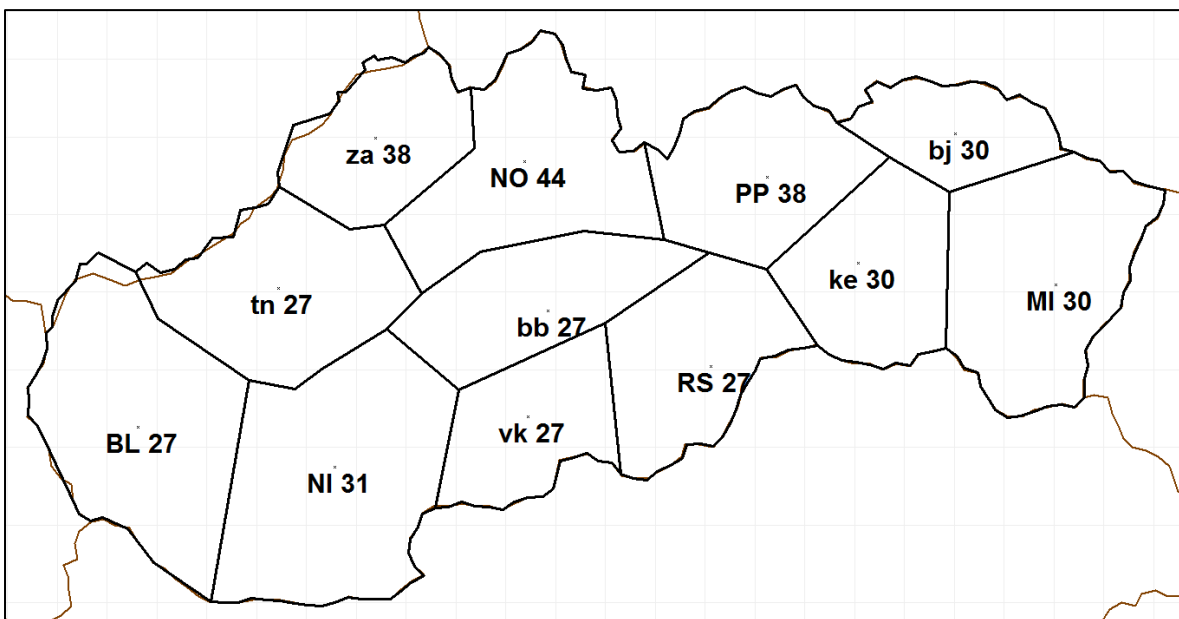 za 38
NO 44
bj 30
PP 38
tn 27
bb 27
ke 30
MI 30
RS 27
BL 27
vk 27
NI 31